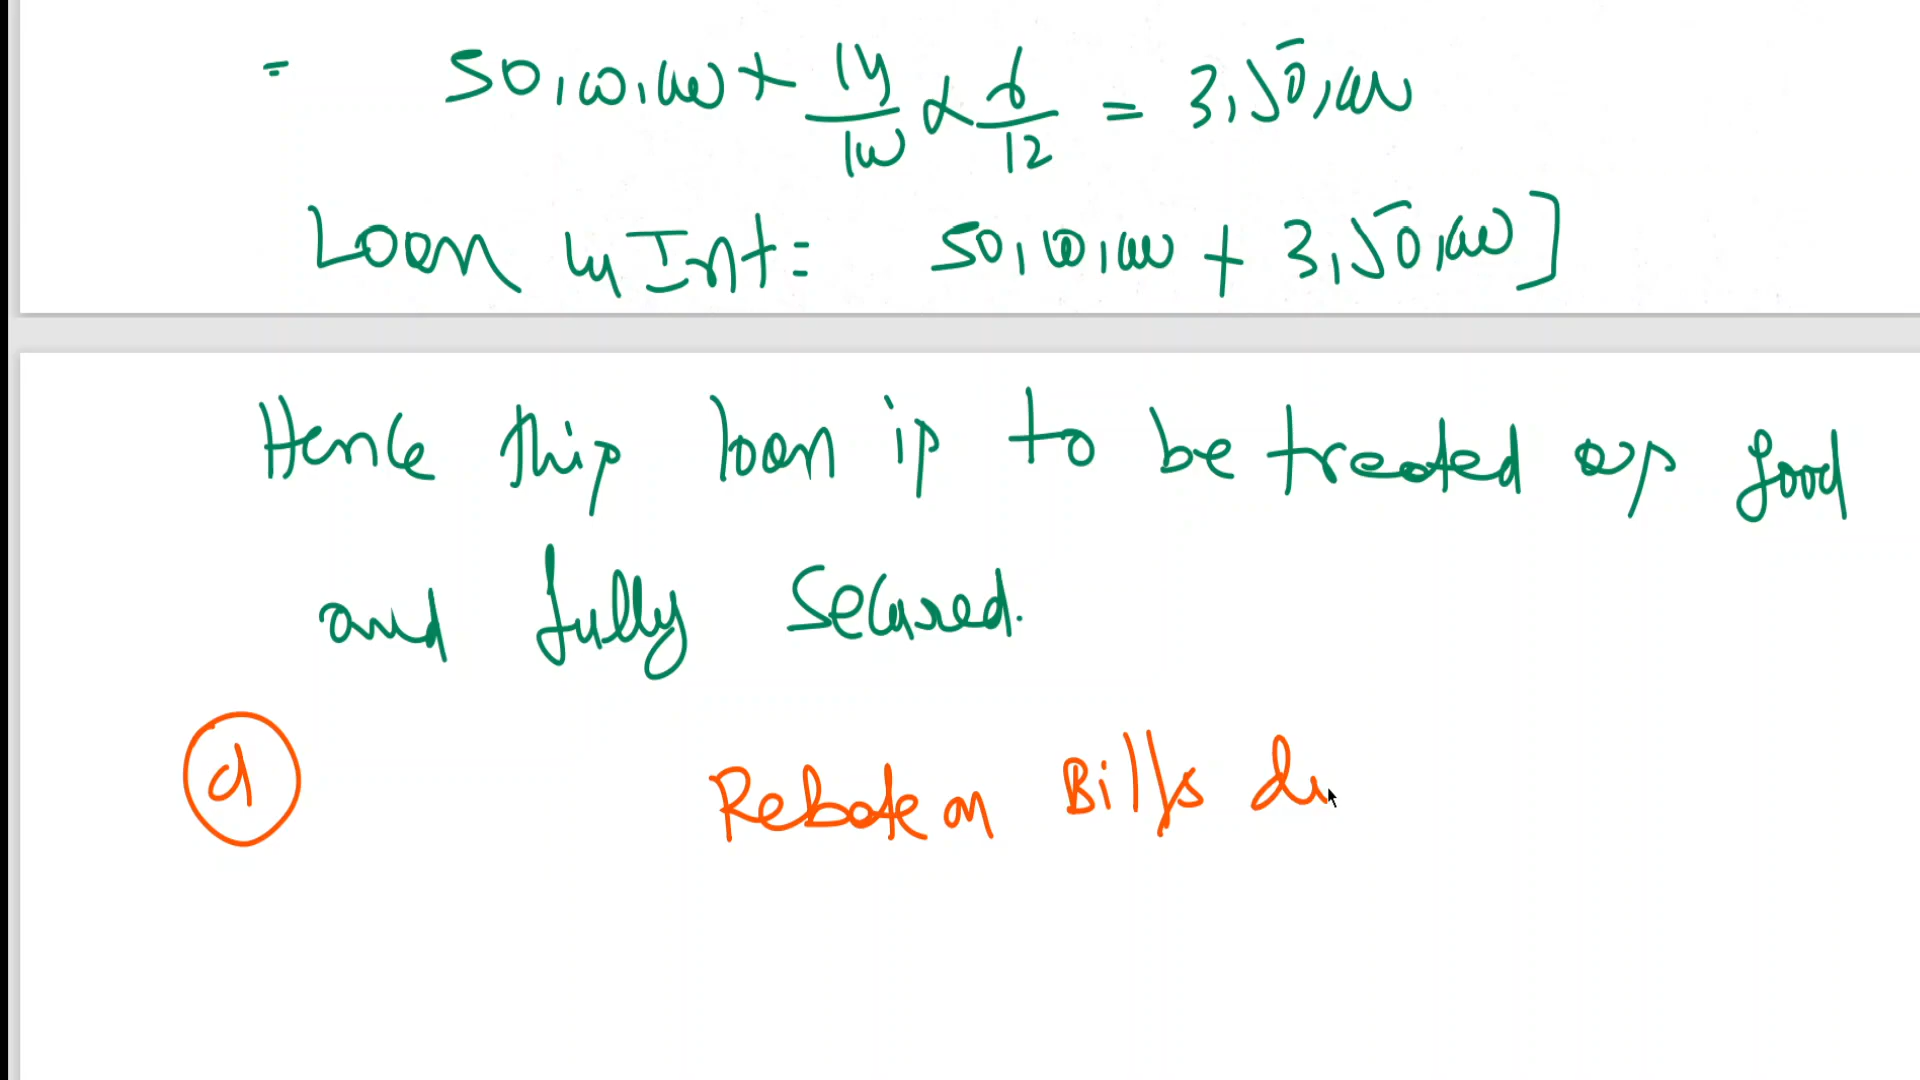 = 50,00,000 × 14/100 × 6/12 = 3,50,000
Loan w Int = 50,00,000 + 3,50,000]
Hence this loan is to be treated as good
and fully secured.
d Rebate on Bills dis